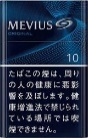 MEVIUS
ORIGINAL
10
たばこの煙は、周り
の人の健康に悪影
響を及ぼします。健
康増進法で禁じられ
ている場所では喫
煙できません。